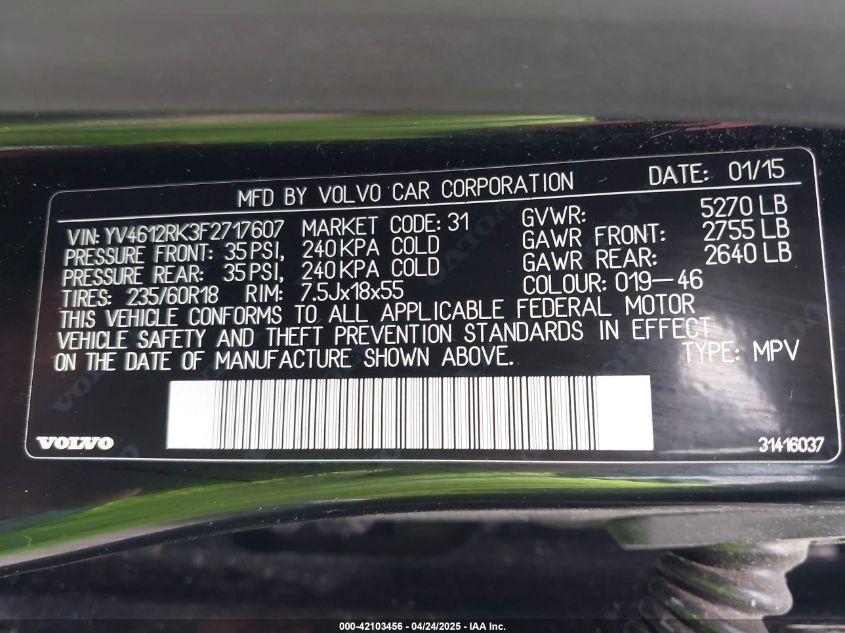 MFD BY VOLVO CAR CORPORATION DATE: 01/15
VIN: YV4612RK3F2717607 MARKET CODE: 31 GVWR: 5270 LB
PRESSURE FRONT: 35 PSI, 240 KPA COLD GAWR FRONT: 2755 LB
PRESSURE REAR: 35 PSI, 240 KPA COLD GAWR REAR: 2640 LB
TIRES: 235/60R18 RIM: 7.5Jx18x55 COLOUR: 019-46
THIS VEHICLE CONFORMS TO ALL APPLICABLE FEDERAL MOTOR
VEHICLE SAFETY AND THEFT PREVENTION STANDARDS IN EFFECT
ON THE DATE OF MANUFACTURE SHOWN ABOVE. TYPE: MPV
VOLVO 31416037
000-42103456 - 04/24/2025 - IAA Inc.